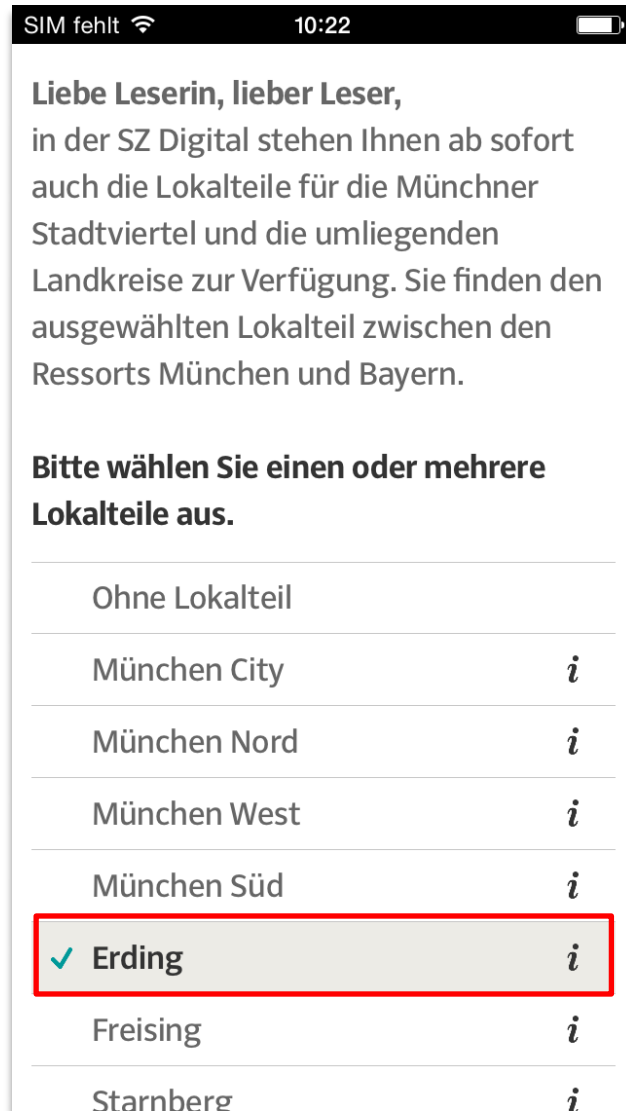 SIM fehlt 10:22
Liebe Leserin, lieber Leser,
in der SZ Digital stehen Ihnen ab sofort
auch die Lokalteile für die Münchner
Stadtviertel und die umliegenden
Landkreise zur Verfügung. Sie finden den
ausgewählten Lokalteil zwischen den
Ressorts München und Bayern.
Bitte wählen Sie einen oder mehrere
Lokalteile aus.
Ohne Lokalteil
München City i
München Nord i
München West i
München Süd i
Erding i
Freising i
Starnberg i